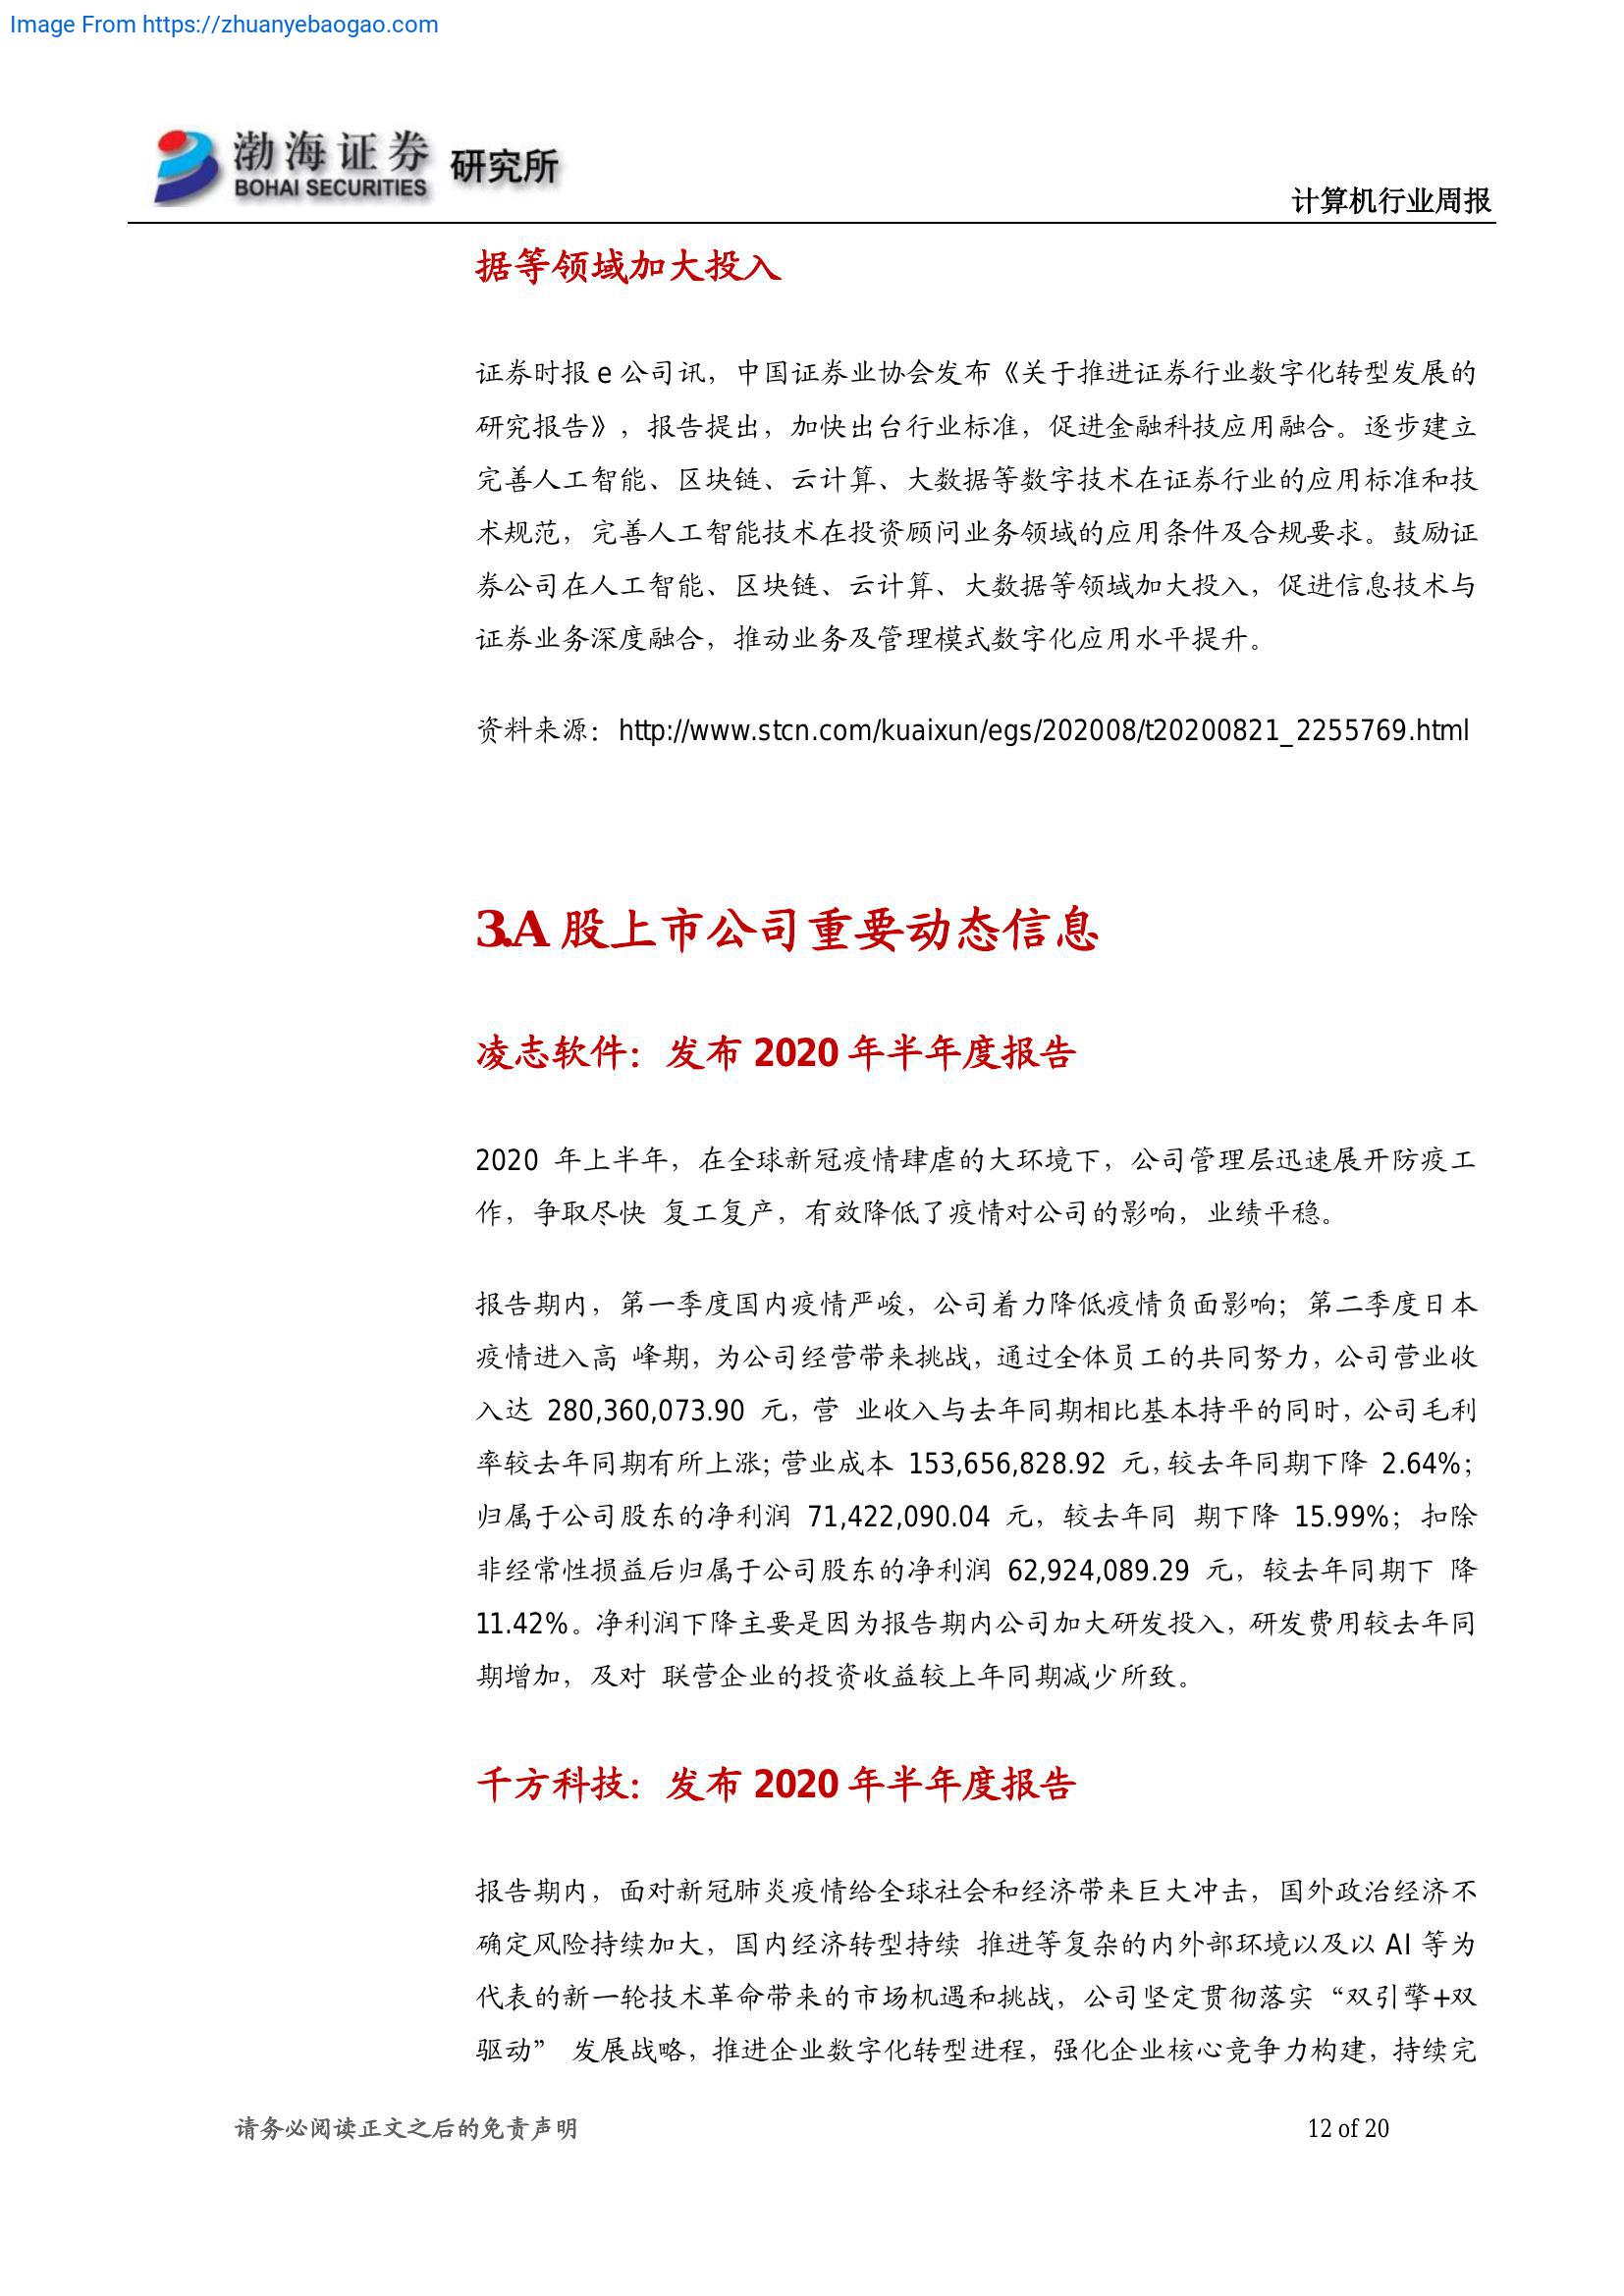 Image From https://zhuanyebaogao.com
渤海证券 研究所
BOHAI SECURITIES
计算机行业周报
据等领域加大投入
证券时报 e 公司讯，中国证券业协会发布《关于推进证券行业数字化转型发展的
研究报告》，报告提出，加快出台行业标准，促进金融科技应用融合。逐步建立
完善人工智能、区块链、云计算、大数据等数字技术在证券行业的应用标准和技
术规范，完善人工智能技术在投资顾问业务领域的应用条件及合规要求。鼓励证
券公司在人工智能、区块链、云计算、大数据等领域加大投入，促进信息技术与
证券业务深度融合，推动业务及管理模式数字化应用水平提升。
资料来源：http://www.stcn.com/kuaixun/egs/202008/t20200821_2255769.html
3.A 股上市公司重要动态信息
凌志软件：发布 2020 年半年度报告
2020 年上半年，在全球新冠疫情肆虐的大环境下，公司管理层迅速展开防疫工
作，争取尽快 复工复产，有效降低了疫情对公司的影响，业绩平稳。
报告期内，第一季度国内疫情严峻，公司着力降低疫情负面影响；第二季度日本
疫情进入高 峰期，为公司经营带来挑战，通过全体员工的共同努力，公司营业收
入达 280,360,073.90 元，营 业收入与去年同期相比基本持平的同时，公司毛利
率较去年同期有所上涨；营业成本 153,656,828.92 元，较去年同期下降 2.64%；
归属于公司股东的净利润 71,422,090.04 元，较去年同 期下降 15.99%；扣除
非经常性损益后归属于公司股东的净利润 62,924,089.29 元，较去年同期下 降
11.42%。净利润下降主要是因为报告期内公司加大研发投入，研发费用较去年同
期增加，及对 联营企业的投资收益较上年同期减少所致。
千方科技：发布 2020 年半年度报告
报告期内，面对新冠肺炎疫情给全球社会和经济带来巨大冲击，国外政治经济不
确定风险持续加大，国内经济转型持续 推进等复杂的内外部环境以及以 AI 等为
代表的新一轮技术革命带来的市场机遇和挑战，公司坚定贯彻落实“双引擎+双
驱动” 发展战略，推进企业数字化转型进程，强化企业核心竞争力构建，持续完
请务必阅读正文之后的免责声明
12 of 20